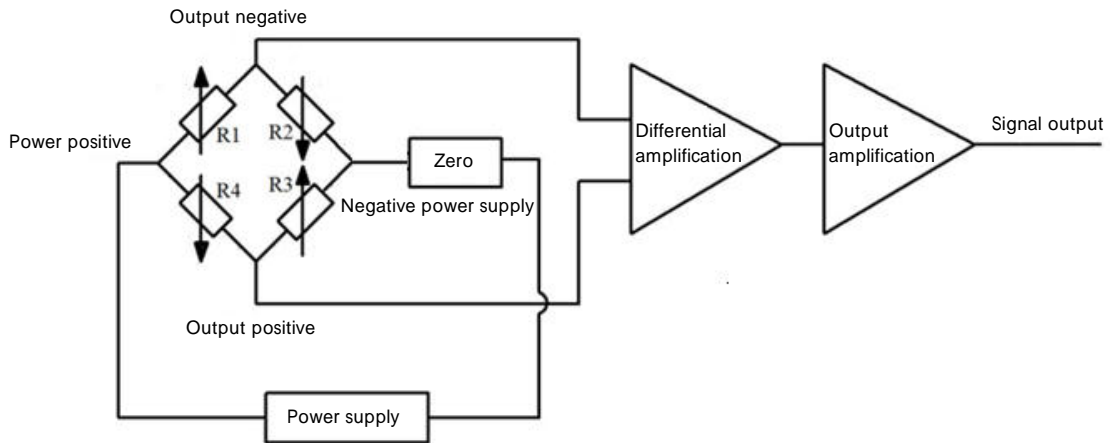 Output negative
R1
R2
Power positive
Zero
Differential
amplification
Output
amplification
Signal output
R4
R3
Negative power supply
Output positive
Power supply